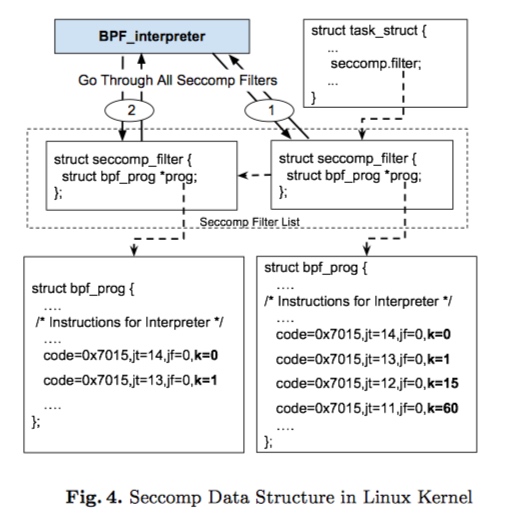 BPF_interpreter
struct task_struct {
...
seccomp.filter;
...
}
Go Through All Seccomp Filters
2
1
struct seccomp_filter {
struct bpf_prog *prog;
};
struct seccomp_filter {
struct bpf_prog *prog;
};
Seccomp Filter List
struct bpf_prog {
....
/* Instructions for Interpreter */
....
code=0x7015,jt=14,jf=0,k=0
code=0x7015,jt=13,jf=0,k=1
....
};
struct bpf_prog {
....
/* Instructions for Interpreter */
....
code=0x7015,jt=14,jf=0,k=0
code=0x7015,jt=13,jf=0,k=1
code=0x7015,jt=12,jf=0,k=15
code=0x7015,jt=11,jf=0,k=60
....
};
Fig. 4. Seccomp Data Structure in Linux Kernel